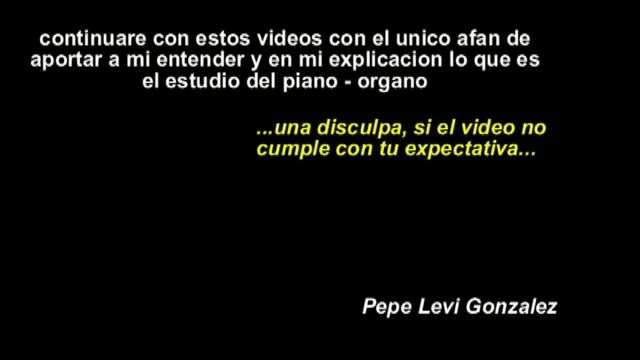 continuare con estos videos con el unico afan de
aportar a mi entender y en mi explicacion lo que es
el estudio del piano - organo
...una disculpa, si el video no
cumple con tu expectativa...
Pepe Levi Gonzalez